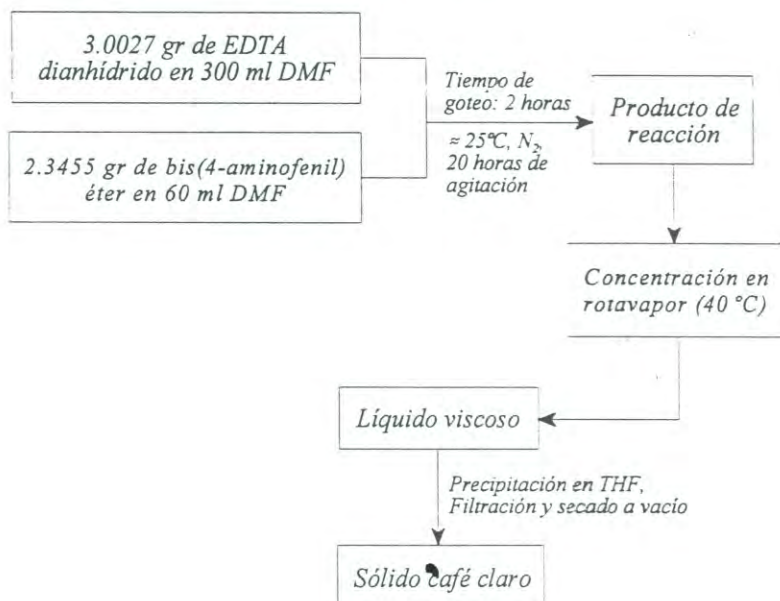 3.0027 gr de EDTA
dianhídrido en 300 ml DMF
2.3455 gr de bis(4-aminofenil)
éter en 60 ml DMF
Tiempo de
goteo: 2 horas
≈ 25°C, N2,
20 horas de
agitación
Producto de
reacción
Concentración en
rotavapor (40 °C)
Líquido viscoso
Precipitación en THF,
Filtración y secado a vacío
Sólido café claro